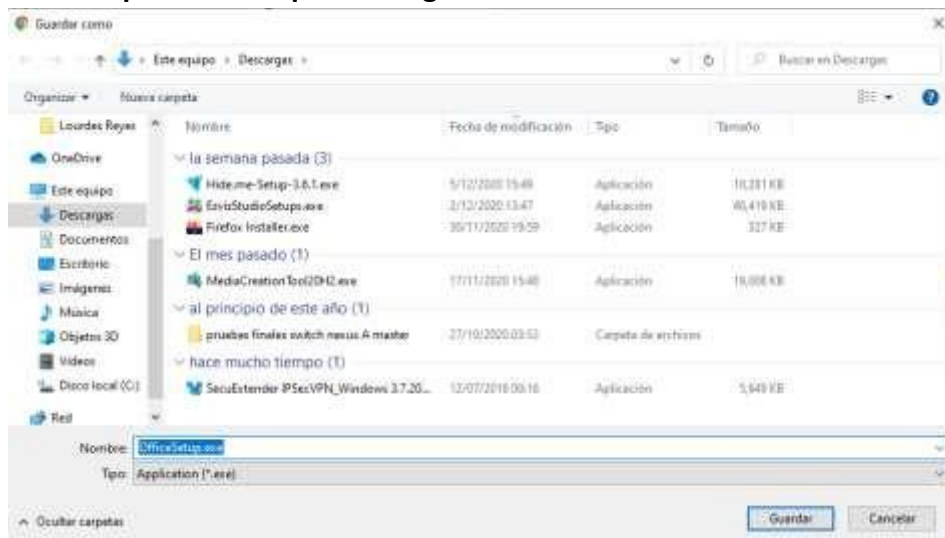 Guardar como
Este equipo › Descargas ›
Buscar en Descargas
Organizar Nueva carpeta
Lourdes Reyes
OneDrive
Este equipo
Descargas
Documentos
Escritorio
Imágenes
Música
Objetos 3D
Vídeos
Disco local (C:)
Red
Nombre Fecha de modificación Tipo Tamaño
la semana pasada (3)
Hide.me-Setup-3.6.1.exe 5/12/2020 15:49 Aplicación
EnvizStudioSetups.exe 2/12/2020 13:47 Aplicación
Firefox Installer.exe 30/11/2020 19:59 Aplicación 327 KB
El mes pasado (1)
MediaCreationTool20H2.exe 17/11/2020 15:48 Aplicación
al principio de este año (1)
pruebas finales switch nexus A master 27/10/2020 03:53 Carpeta de archivos
hace mucho tiempo (1)
SecuExtender IPSecVPN_Windows 3.7.20... Aplicación
Nombre: OfficeSetup.exe
Tipo: Application (*.exe)
Ocultar carpetas
Guardar Cancelar